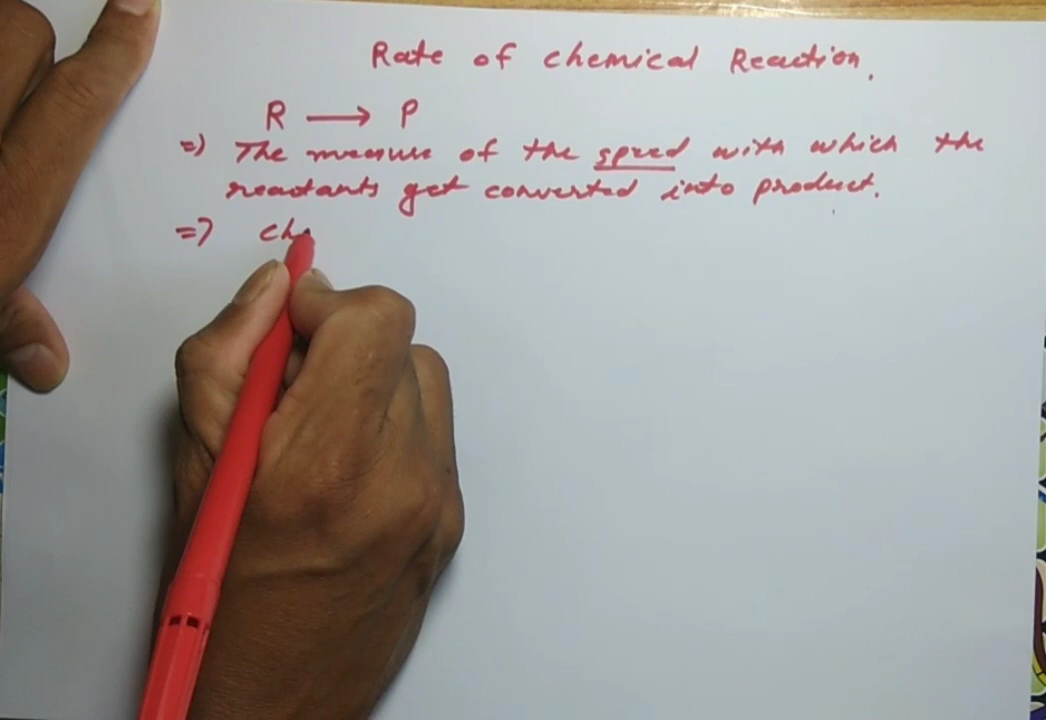 Rate of chemical Reaction.
R ⟶ P
=) The measure of the speed with which the
reactants get converted into product.
=) Ch